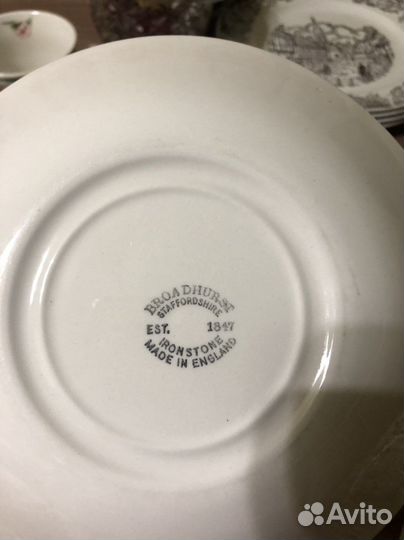 BROADHURST
STAFFORDSHIRE
EST. 1847
IRONSTONE
MADE IN ENGLAND
Avito